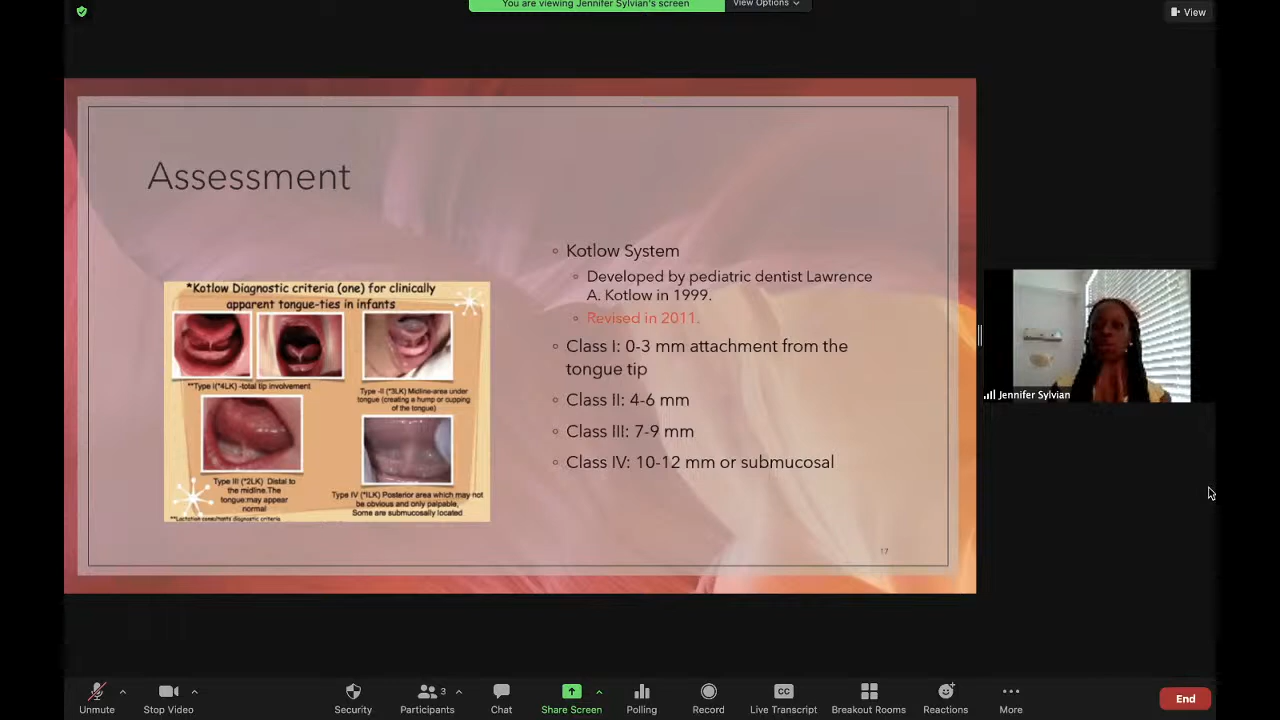 You are viewing Jennifer Sylvian's screen
View Options
View
Assessment
*Kotlow Diagnostic criteria (one) for clinically
apparent tongue-ties in infants
**Type I(*4LK) -total tip involvement
Type -II (*3LK) Midline-area under
tongue (creating a hump or cupping
of the tongue)
Type III (*2LK) Distal to
the midline.The
tongue:may appear
normal
Type IV (*ILK) Posterior area which may not
be obvious and only palpable,
Some are submucosally located
**Lactation consultants diagnostic criteria
Kotlow System
Developed by pediatric dentist Lawrence
A. Kotlow in 1999.
Revised in 2011.
Class I: 0-3 mm attachment from the
tongue tip
Class II: 4-6 mm
Class III: 7-9 mm
Class IV: 10-12 mm or submucosal
17
Jennifer Sylvian
Unmute
Stop Video
Security
3
Participants
Chat
Share Screen
Polling
Record
CC
Live Transcript
Breakout Rooms
Reactions
More
End